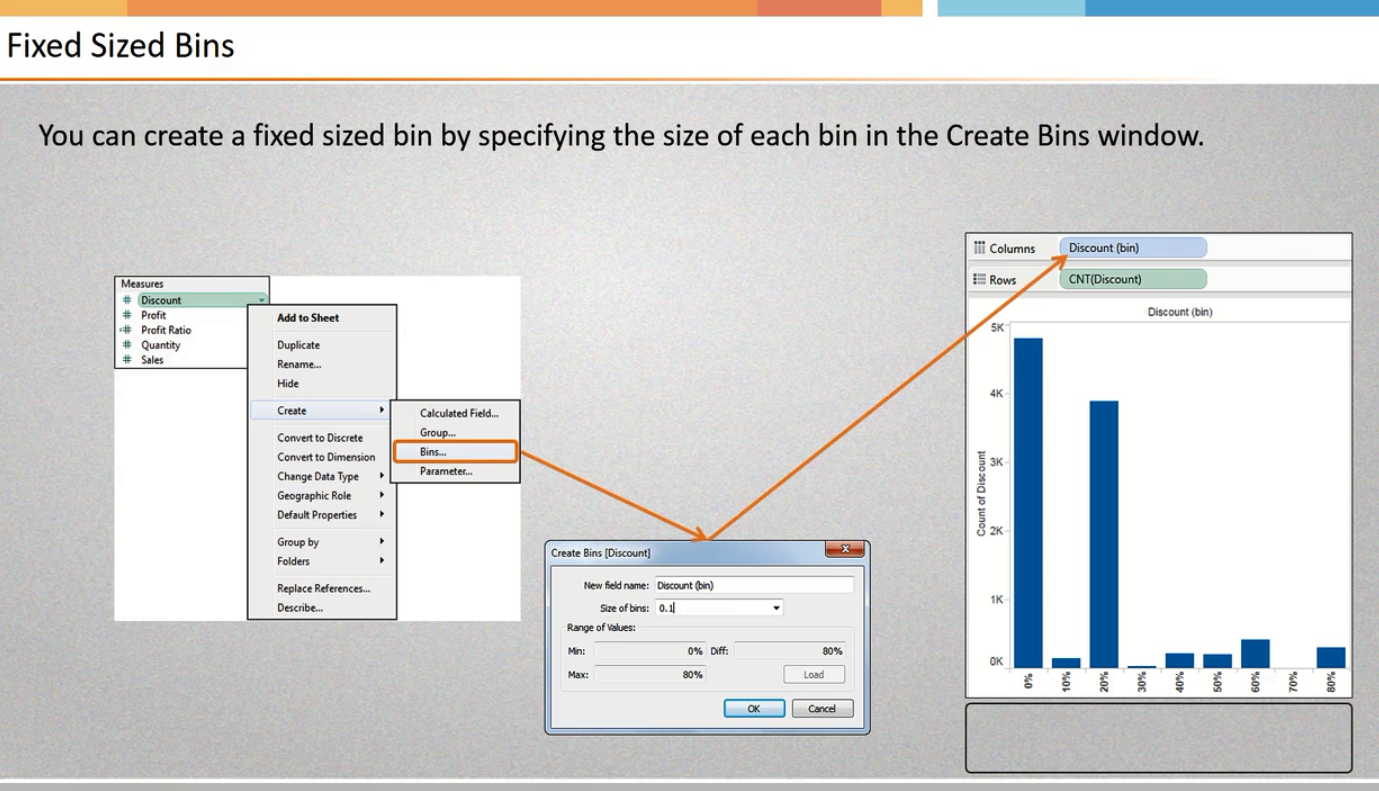 Fixed Sized Bins
You can create a fixed sized bin by specifying the size of each bin in the Create Bins window.
Measures
Discount
Profit
Profit Ratio
Quantity
Sales
Add to Sheet
Duplicate
Rename...
Hide
Create
Convert to Discrete
Convert to Dimension
Change Data Type
Geographic Role
Default Properties
Group by
Folders
Replace References...
Describe...
Calculated Field...
Group...
Bins...
Parameter...
Create Bins [Discount]
New field name: Discount (bin)
Size of bins: 0.1
Range of Values:
Min: 0% Diff: 80%
Max: 80% Load
OK Cancel
Columns Discount (bin)
Rows CNT(Discount)
Discount (bin)
5K
4K
3K
2K
1K
0K
Count of Discount
0% 10% 20% 30% 40% 50% 60% 70% 80%